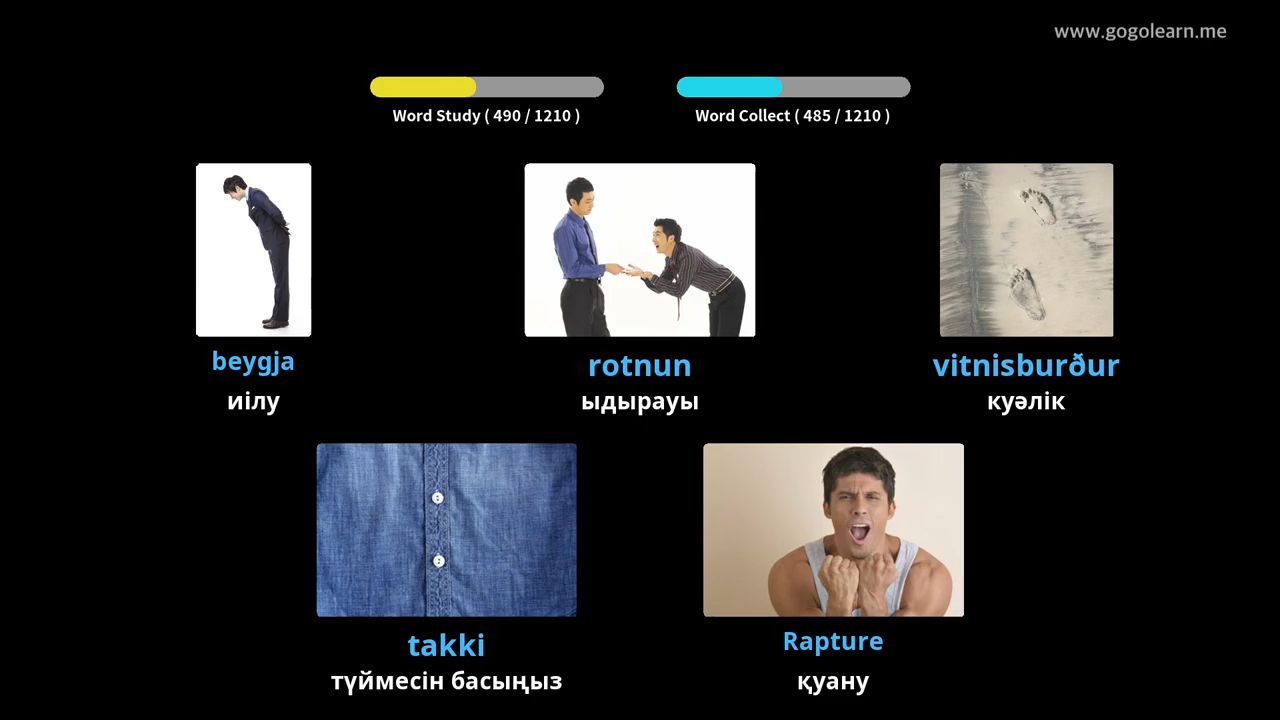 www.gogolearn.me
Word Study ( 490 / 1210 )
Word Collect ( 485 / 1210 )
beygja
иілу
rotnun
ыдырауы
vitnisburður
куәлік
takki
түймесін басыңыз
Rapture
қуану